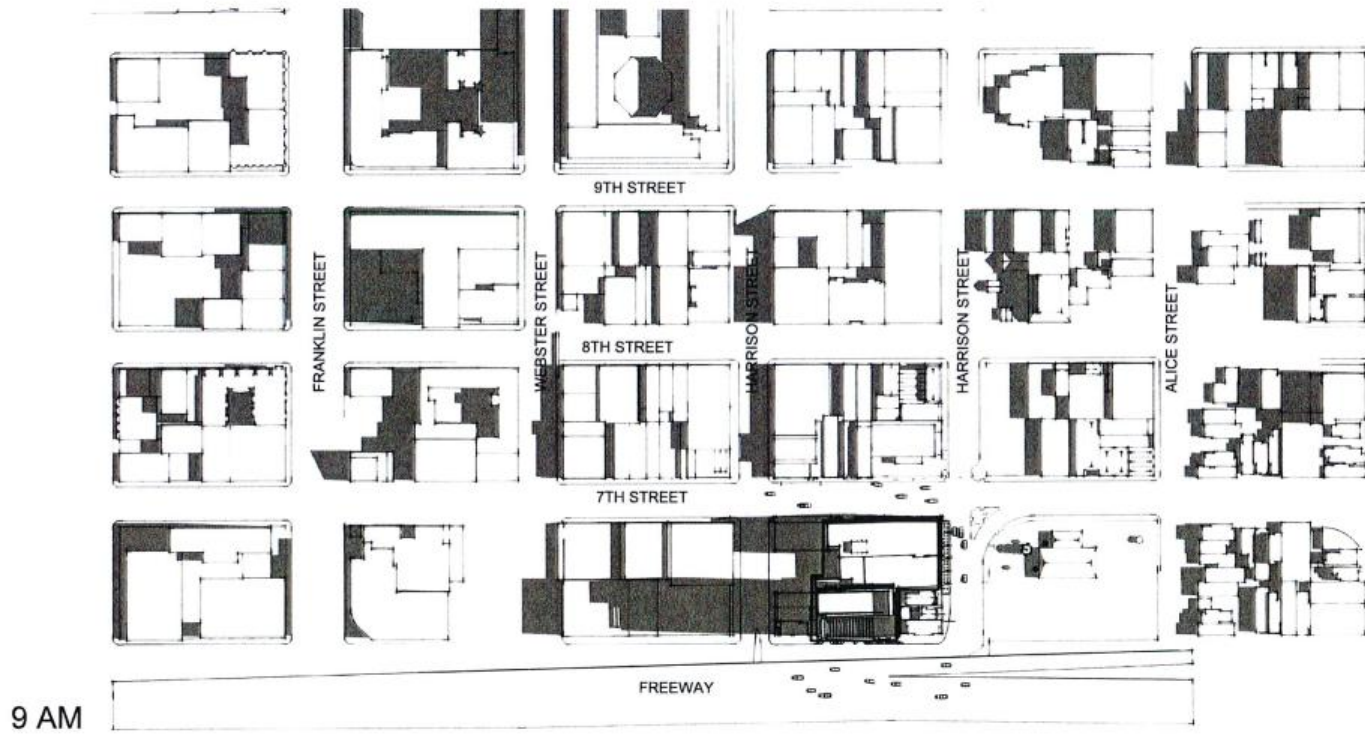 9TH STREET
FRANKLIN STREET
WEBSTER STREET
HARRISON STREET
HARRISON STREET
ALICE STREET
8TH STREET
7TH STREET
FREEWAY
9 AM